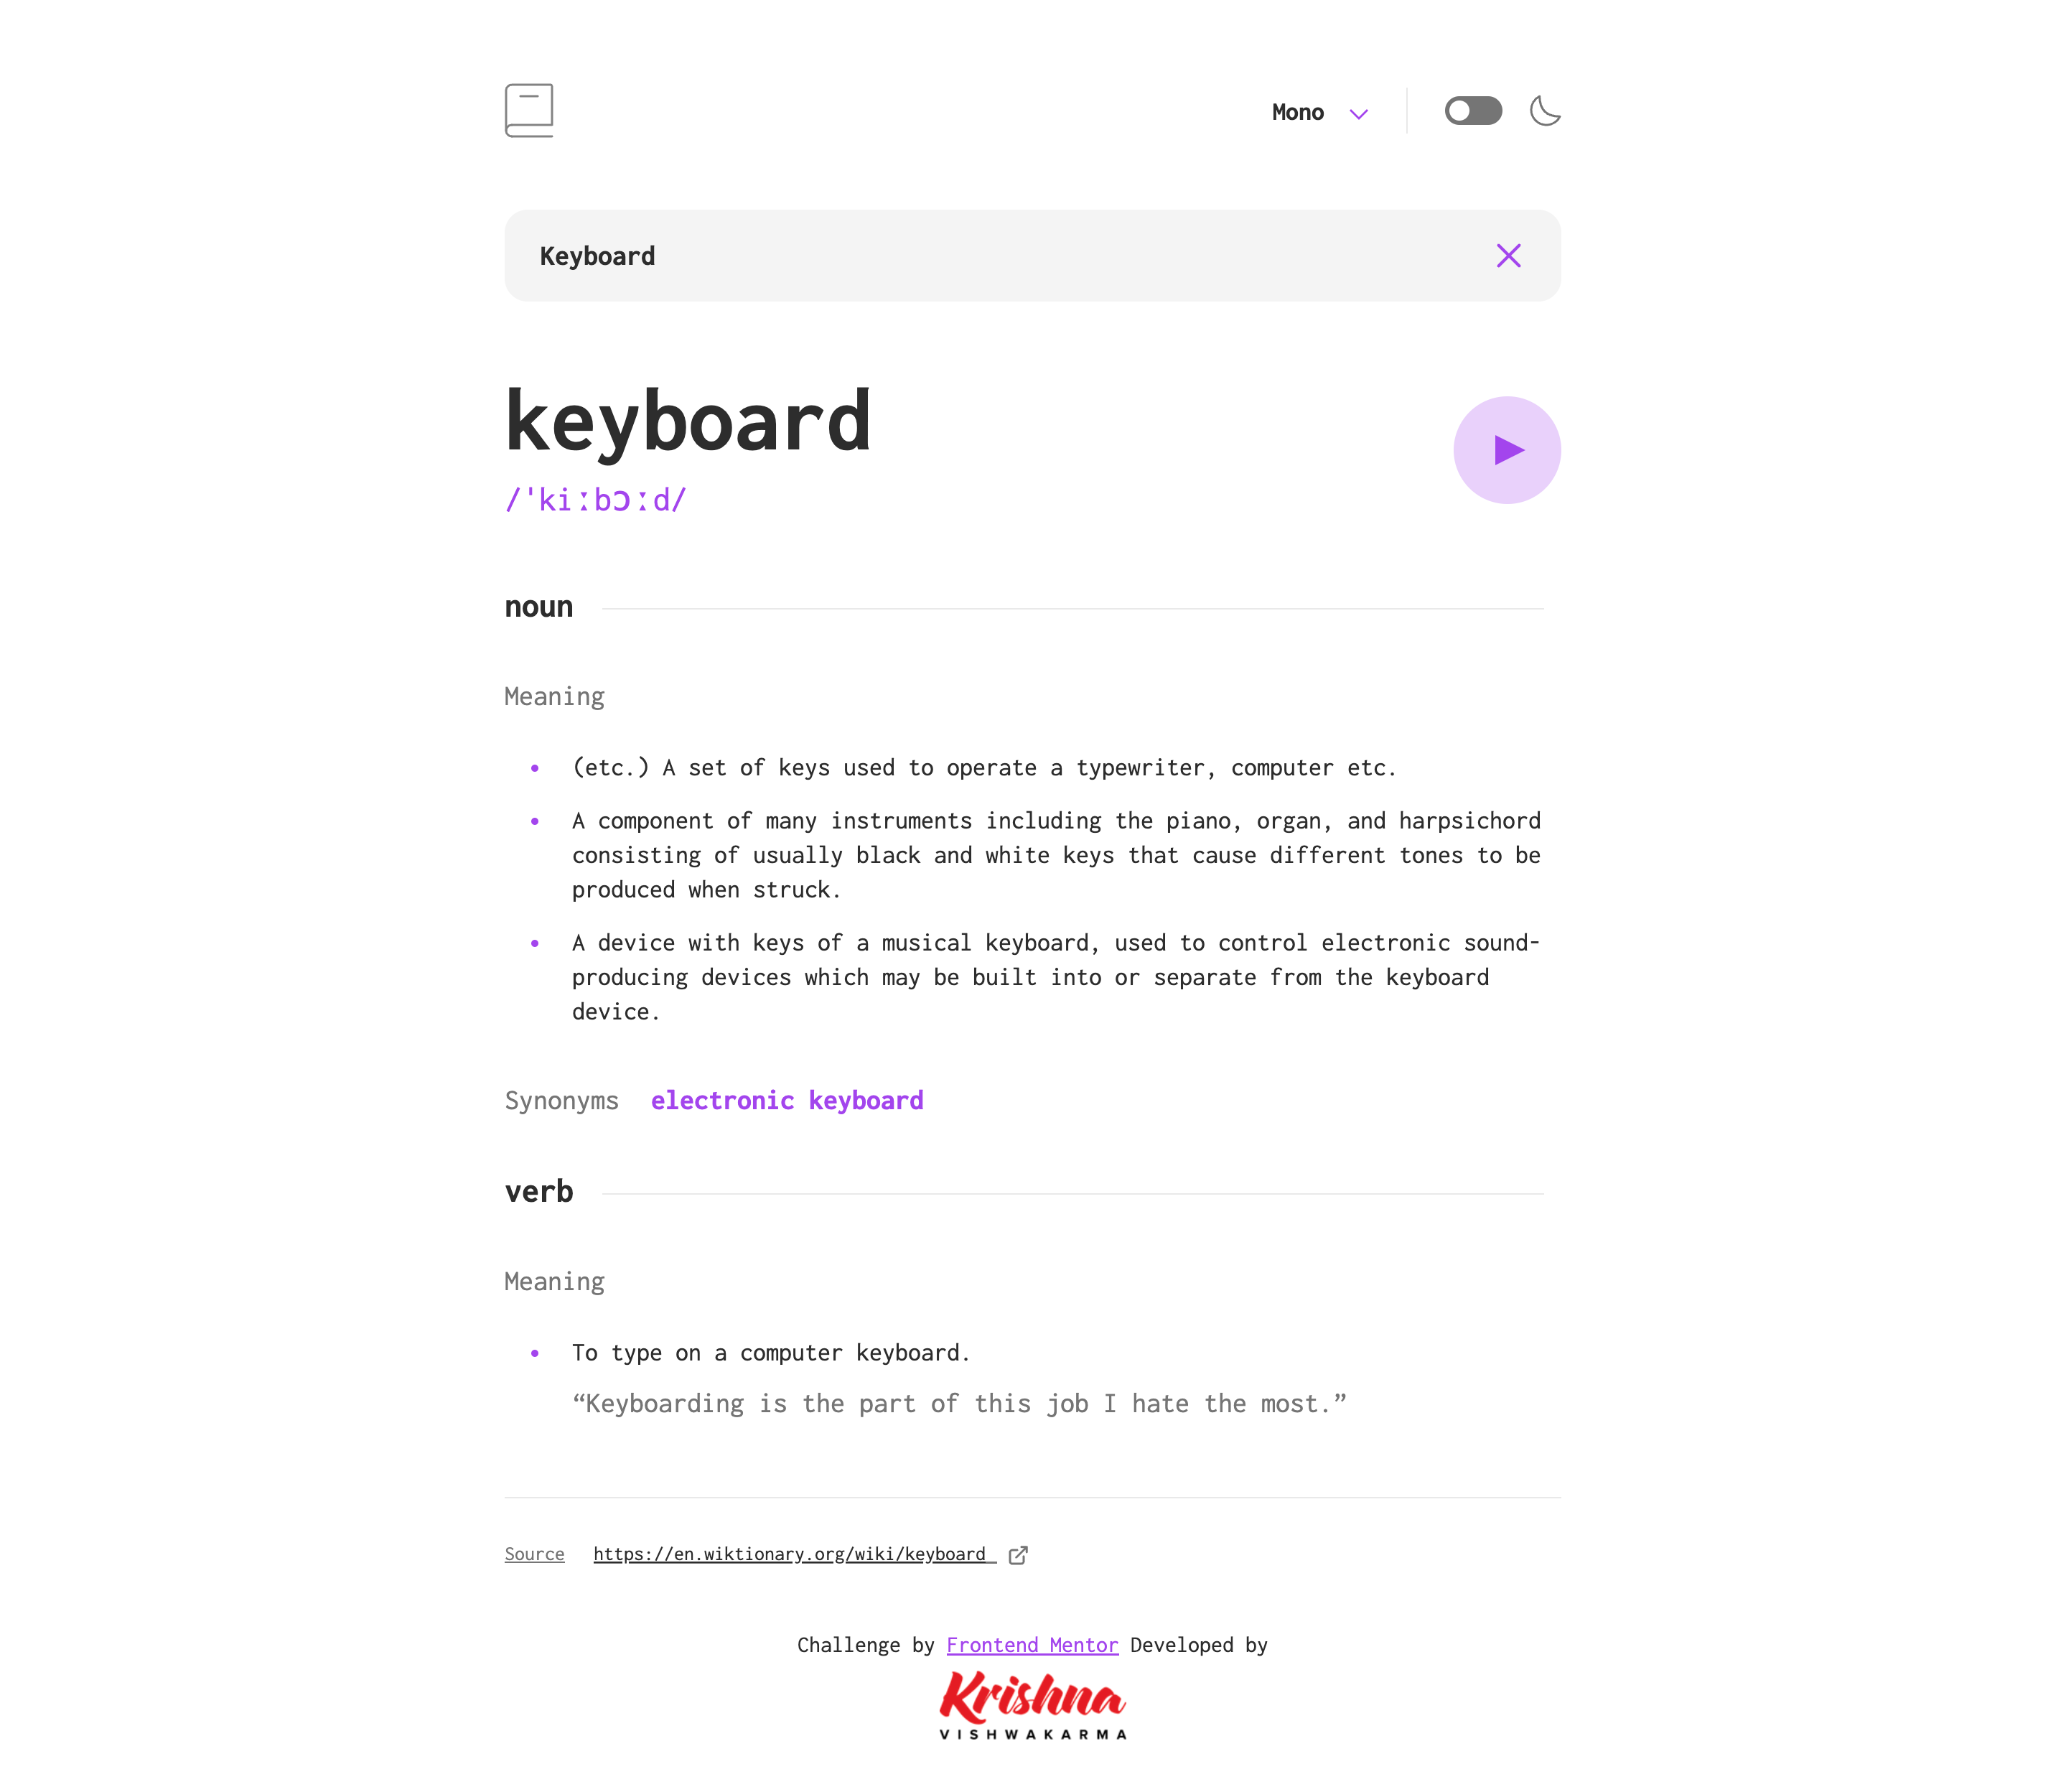 Mono
Keyboard
keyboard
/ˈkiːbɔːd/
noun
Meaning
(etc.) A set of keys used to operate a typewriter, computer etc.
A component of many instruments including the piano, organ, and harpsichord
consisting of usually black and white keys that cause different tones to be
produced when struck.
A device with keys of a musical keyboard, used to control electronic sound-
producing devices which may be built into or separate from the keyboard
device.
Synonyms electronic keyboard
verb
Meaning
To type on a computer keyboard.
“Keyboarding is the part of this job I hate the most.”
Source https://en.wiktionary.org/wiki/keyboard
Challenge by Frontend Mentor Developed by
Krishna
VISHWAKARMA